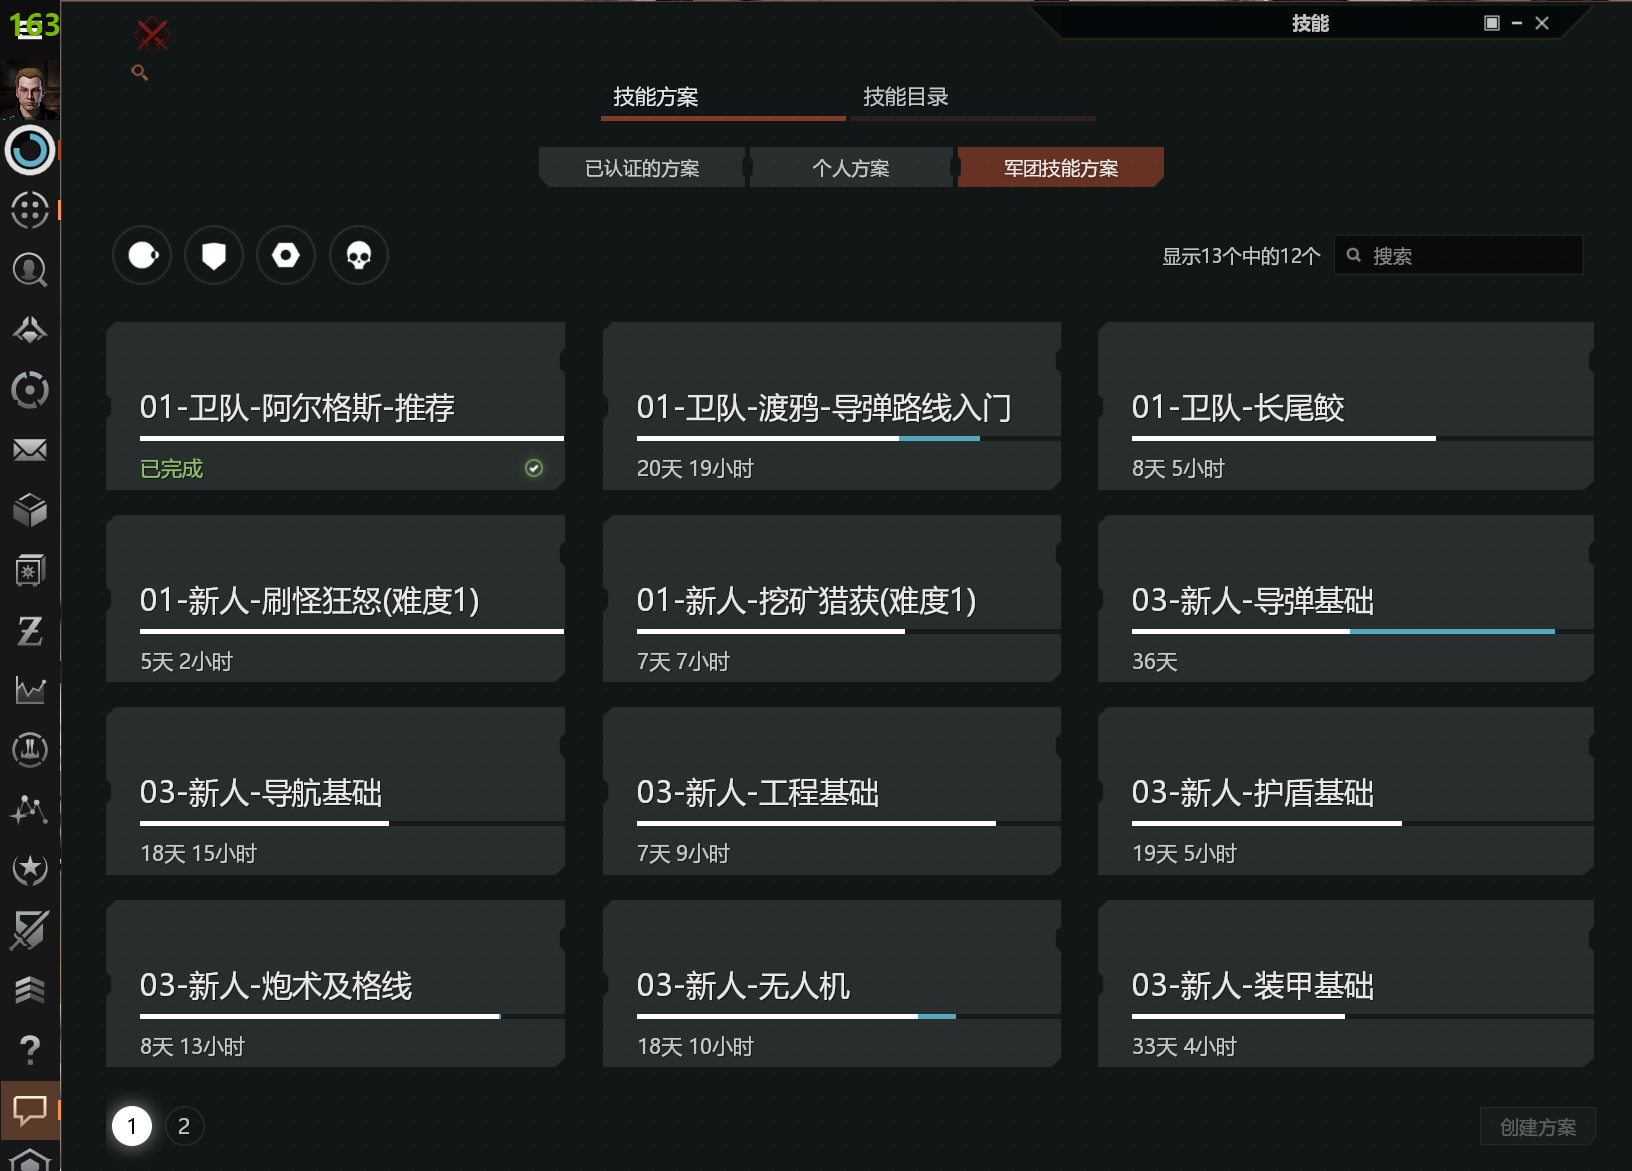 163
技能
技能方案
技能目录
已认证的方案
个人方案
军团技能方案
显示13个中的12个
搜索
01-卫队-阿尔格斯-推荐
已完成
01-卫队-渡鸦-导弹路线入门
20天 19小时
01-卫队-长尾鲛
8天 5小时
01-新人-刷怪狂怒(难度1)
5天 2小时
01-新人-挖矿猎获(难度1)
7天 7小时
03-新人-导弹基础
36天
03-新人-导航基础
18天 15小时
03-新人-工程基础
7天 9小时
03-新人-护盾基础
19天 5小时
03-新人-炮术及格线
8天 13小时
03-新人-无人机
18天 10小时
03-新人-装甲基础
33天 4小时
1
2
创建方案